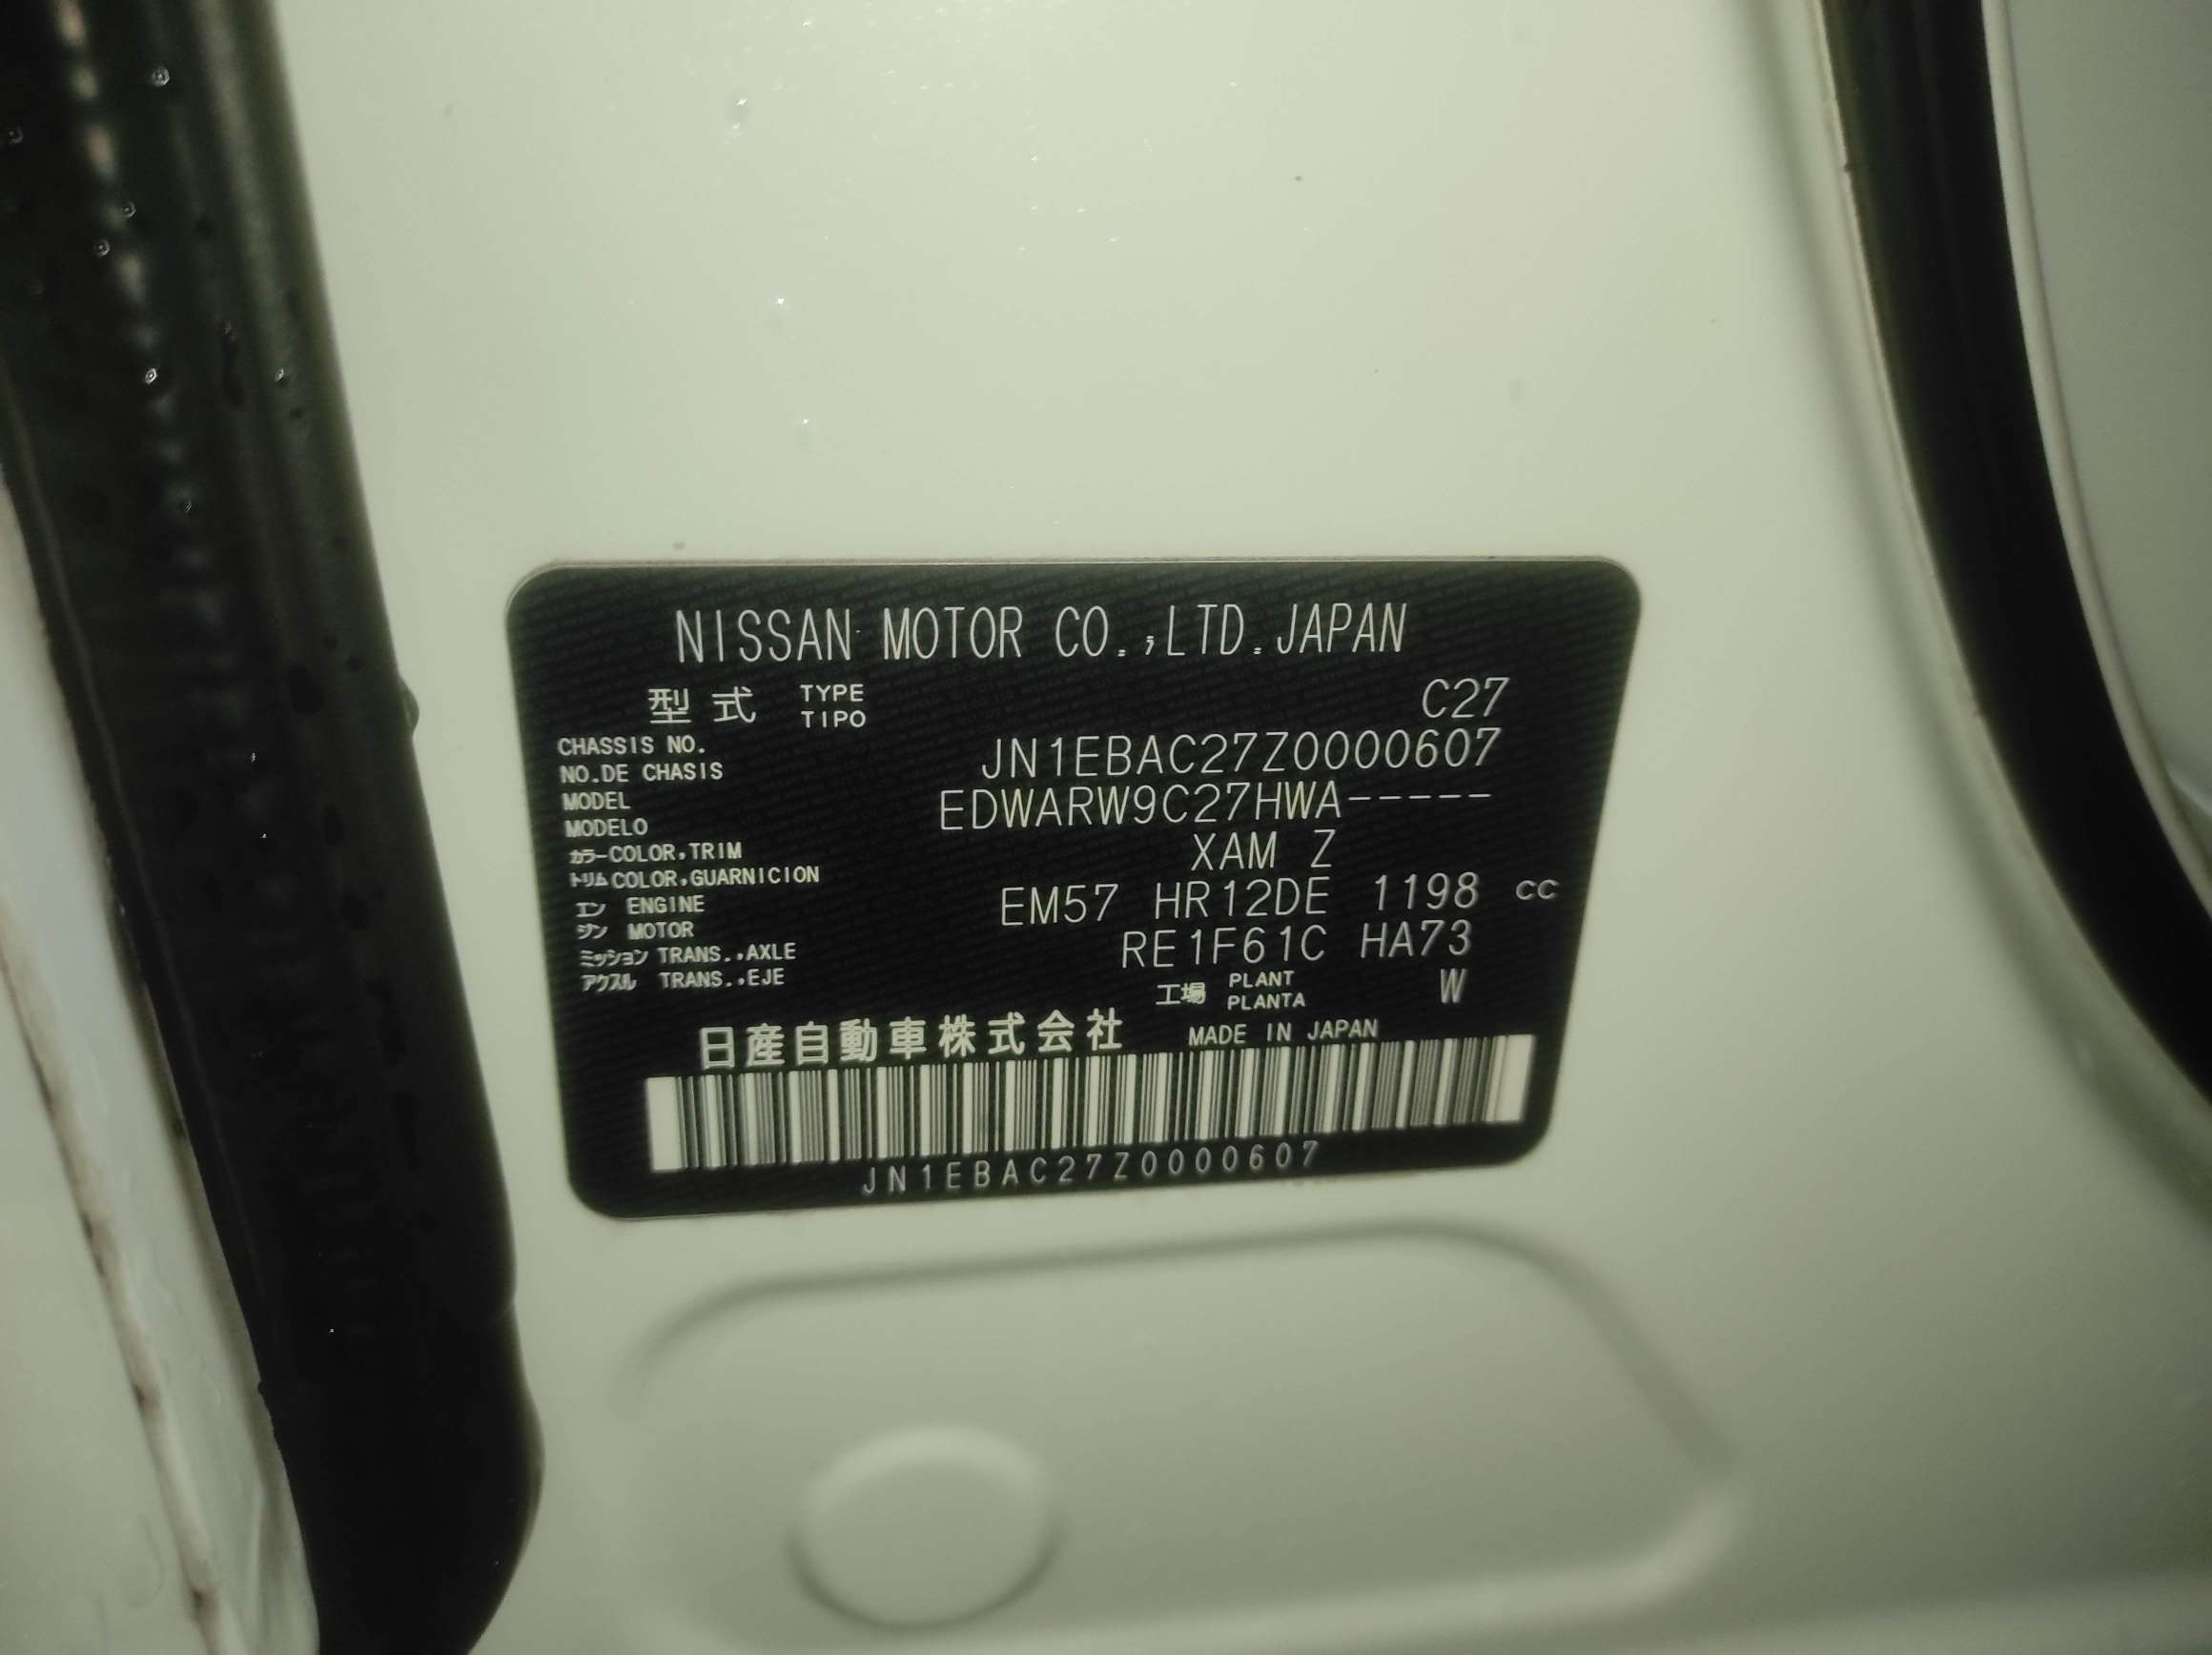 NISSAN MOTOR CO.,LTD.JAPAN
型式 TYPE TIPO C27
CHASSIS NO. NO.DE CHASIS JN1EBAC27Z0000607
MODEL MODELO EDWARW9C27HWA-----
カラー COLOR,TRIM XAM Z
トリム COLOR,GUARNICION
エン ENGINE EM57 HR12DE 1198 CC
ジン MOTOR
ミッション TRANS.,AXLE RE1F61C HA73
アクスル TRANS.,EJE
工場 PLANT PLANTA W
日産自動車株式会社 MADE IN JAPAN
JN1EBAC27Z0000607